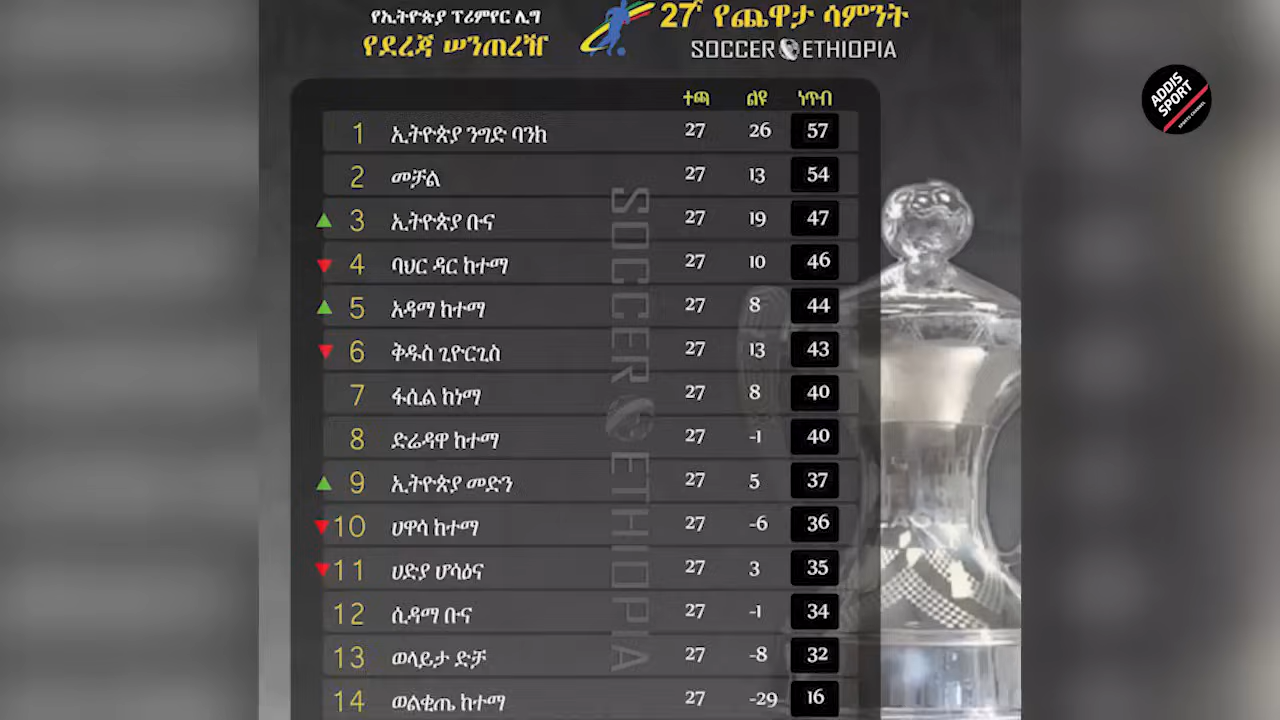 የኢትዮጵያ ፕሪምየር ሊግ
የደረጃ ሠንጠረዥ
27ኛ የጨዋታ ሳምንት
SOCCER ETHIOPIA
ADDIS SPORT
SPORTS CHANNEL
ተጫ ልዩ ነጥብ
1 ኢትዮጵያ ንግድ ባንክ 27 26 57
2 መቻል 27 13 54
3 ኢትዮጵያ ቡና 27 19 47
4 ባህር ዳር ከተማ 27 10 46
5 አዳማ ከተማ 27 8 44
6 ቅዱስ ጊዮርጊስ 27 13 43
7 ፋሲል ከነማ 27 8 40
8 ድሬዳዋ ከተማ 27 -1 40
9 ኢትዮጵያ መድን 27 5 37
10 ሀዋሳ ከተማ 27 -6 36
11 ሀድያ ሆሳዕና 27 3 35
12 ሲዳማ ቡና 27 -1 34
13 ወላይታ ድቻ 27 -8 32
14 ወልቂጤ ከተማ 27 -29 16
SOCCER ETHIOPIA